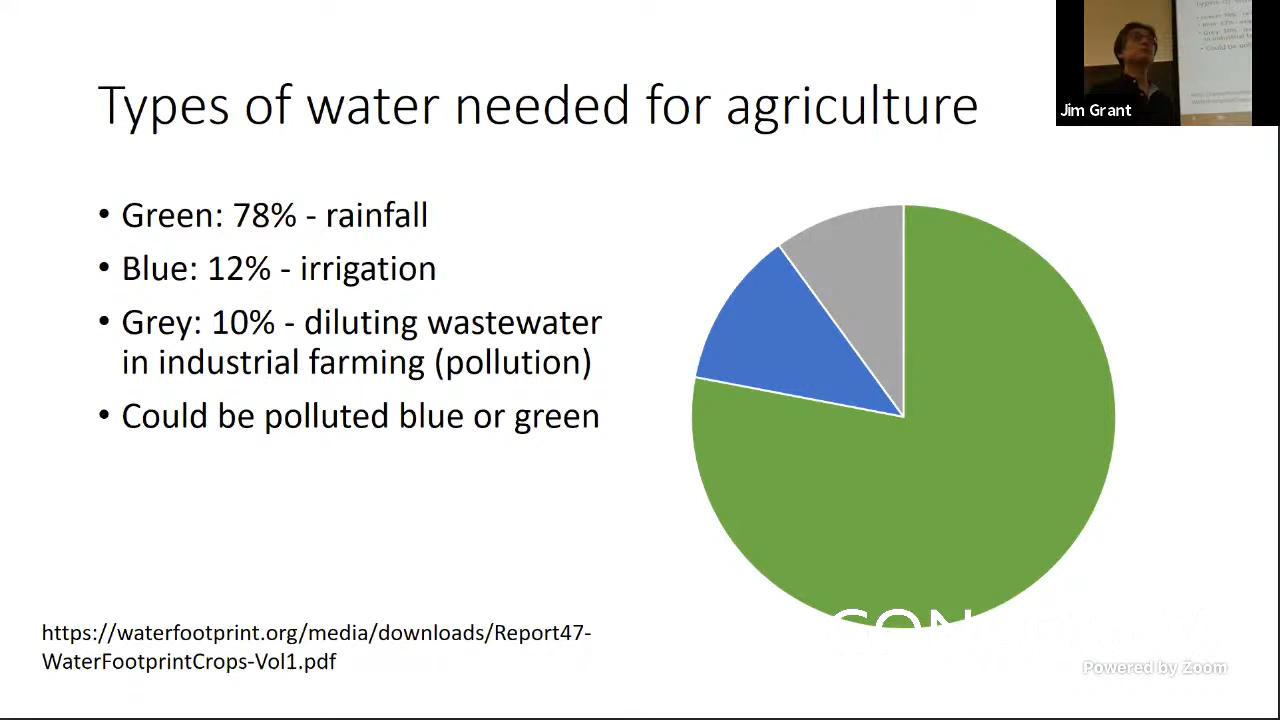 Types of water needed for agriculture
Jim Grant
• Green: 78% - rainfall
• Blue: 12% - irrigation
• Grey: 10% - diluting wastewater
in industrial farming (pollution)
• Could be polluted blue or green
https://waterfootprint.org/media/downloads/Report47-
WaterFootprintCrops-Vol1.pdf
Powered by Zoom